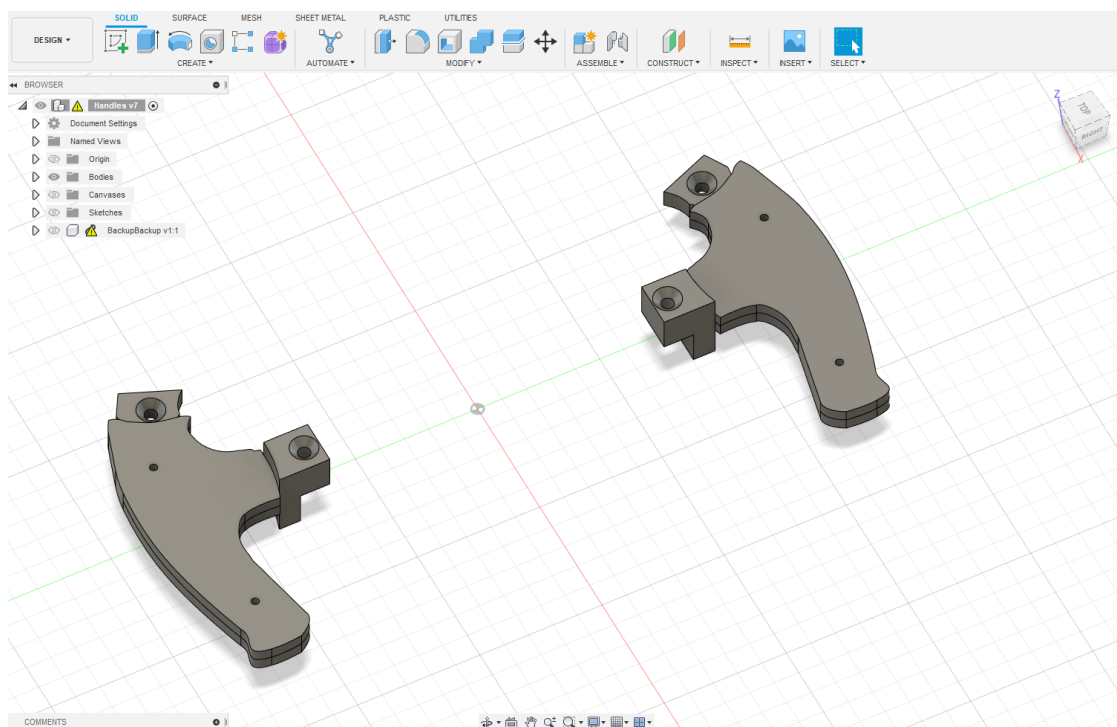 SOLID SURFACE MESH SHEET METAL PLASTIC UTILITIES
DESIGN
CREATE AUTOMATE MODIFY ASSEMBLE CONSTRUCT INSPECT INSERT SELECT
BROWSER
Handles v7
Document Settings
Named Views
Origin
Bodies
Canvases
Sketches
BackupBackup v1:1
Z
TOP
RIGHT
X
COMMENTS